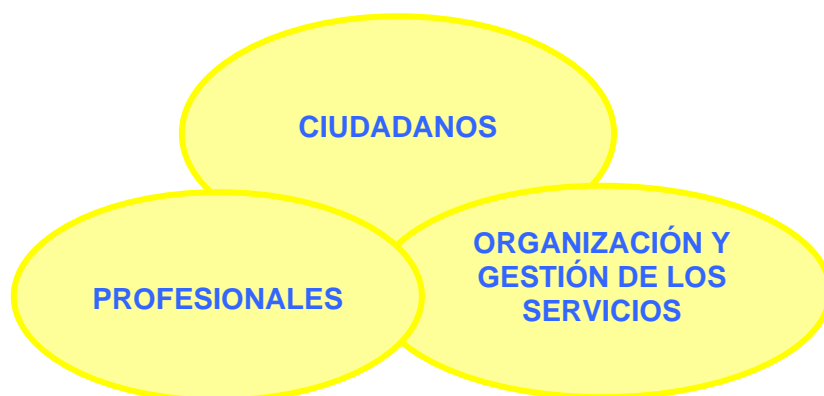 CIUDADANOS
PROFESIONALES
ORGANIZACIÓN Y
GESTIÓN DE LOS
SERVICIOS